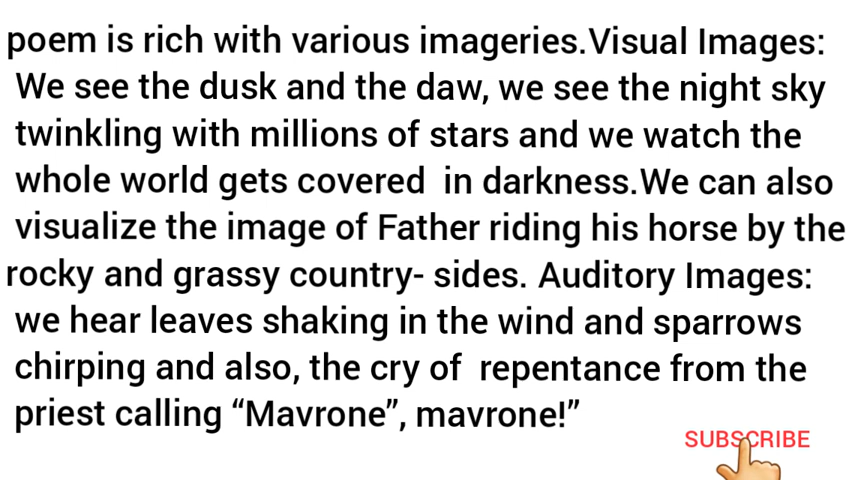 poem is rich with various imageries.Visual Images:
We see the dusk and the daw, we see the night sky
twinkling with millions of stars and we watch the
whole world gets covered in darkness.We can also
visualize the image of Father riding his horse by the
rocky and grassy country- sides. Auditory Images:
we hear leaves shaking in the wind and sparrows
chirping and also, the cry of repentance from the
priest calling “Mavrone”, mavrone!”
SUBSCRIBE